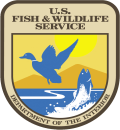 U.S.
FISH & WILDLIFE
SERVICE
DEPARTMENT OF THE INTERIOR